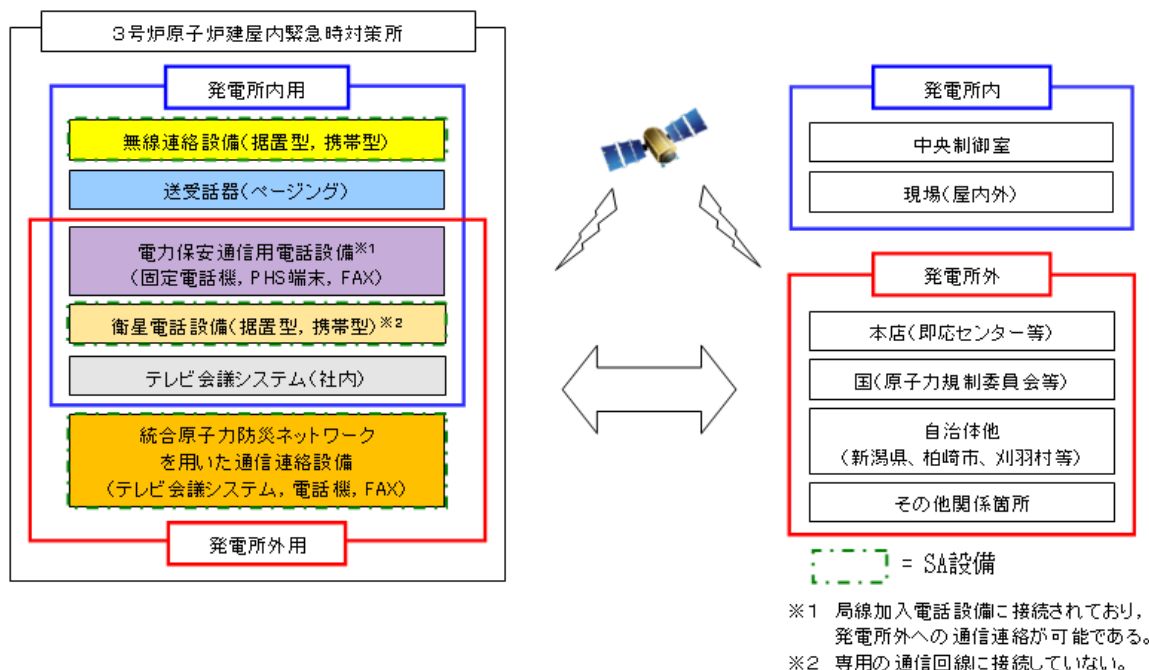 3号炉原子炉建屋内緊急時対策所
発電所内用
無線連絡設備(据置型，携帯型)
送受話器(ページング)
電力保安通信用電話設備※1
(固定電話機，PHS端末，FAX)
衛星電話設備(据置型，携帯型)※2
テレビ会議システム(社内)
統合原子力防災ネットワーク
を用いた通信連絡設備
(テレビ会議システム，電話機，FAX)
発電所外用
発電所内
中央制御室
現場(屋内外)
発電所外
本店(即応センター等)
国(原子力規制委員会等)
自治体他
(新潟県、柏崎市、刈羽村等)
その他関係箇所
= SA設備
※1 局線加入電話設備に接続されており，
発電所外への通信連絡が可能である。
※2 専用の通信回線に接続していない。